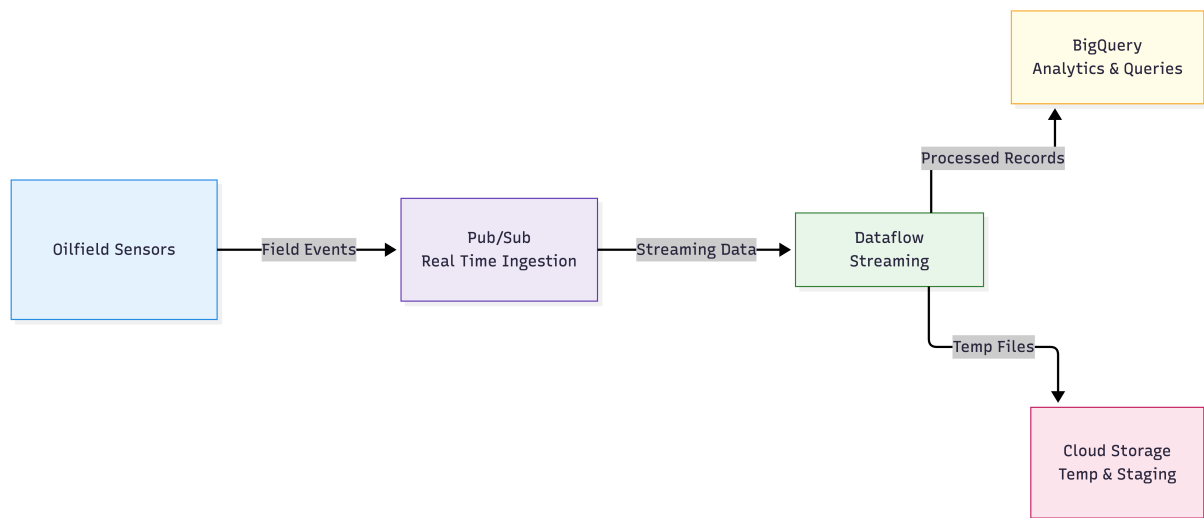 BigQuery
Analytics & Queries
Processed Records
Oilfield Sensors
Field Events
Pub/Sub
Real Time Ingestion
Streaming Data
Dataflow
Streaming
Temp Files
Cloud Storage
Temp & Staging